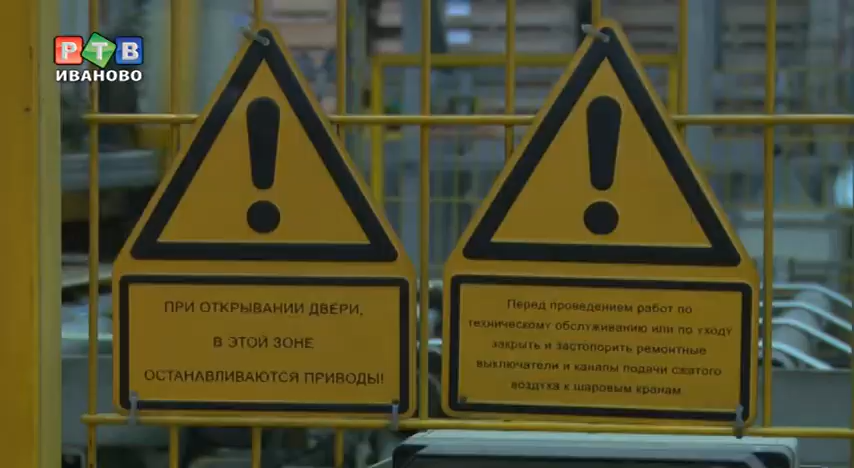 РТВ
ИВАНОВО
ПРИ ОТКРЫВАНИИ ДВЕРИ,
В ЭТОЙ ЗОНЕ
ОСТАНАВЛИВАЮТСЯ ПРИВОДЫ!
Перед проведением работ по
техническому обслуживанию или по уходу
закрыть и застопорить ремонтные
выключатели и каналы подачи сжатого
воздуха к шаровым кранам